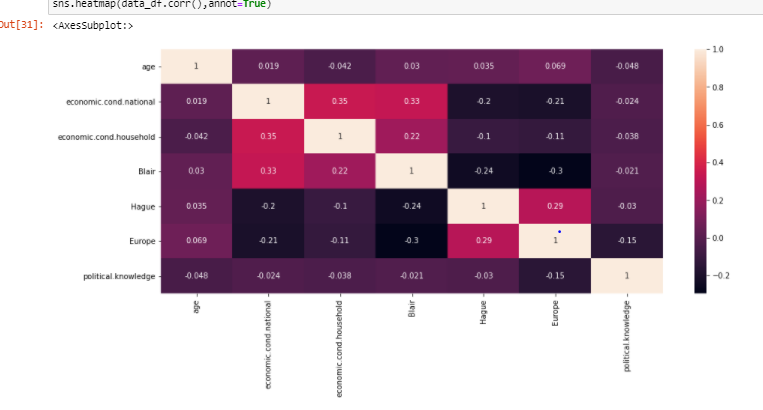 sns.heatmap(data_df.corr(),annot=True)
Out[31]: <AxesSubplot:>
age 1 0.019 -0.042 0.03 0.035 0.069 -0.048
economic.cond.national 0.019 1 0.35 0.33 -0.2 -0.21 -0.024
economic.cond.household -0.042 0.35 1 0.22 -0.1 -0.11 -0.038
Blair 0.03 0.33 0.22 1 -0.24 -0.3 -0.021
Hague 0.035 -0.2 -0.1 -0.24 1 0.29 -0.03
Europe 0.069 -0.21 -0.11 -0.3 0.29 1 -0.15
political.knowledge -0.048 -0.024 -0.038 -0.021 -0.03 -0.15 1
age
economic.cond.national
economic.cond.household
Blair
Hague
Europe
political.knowledge
1.0
0.8
0.6
0.4
0.2
0.0
-0.2